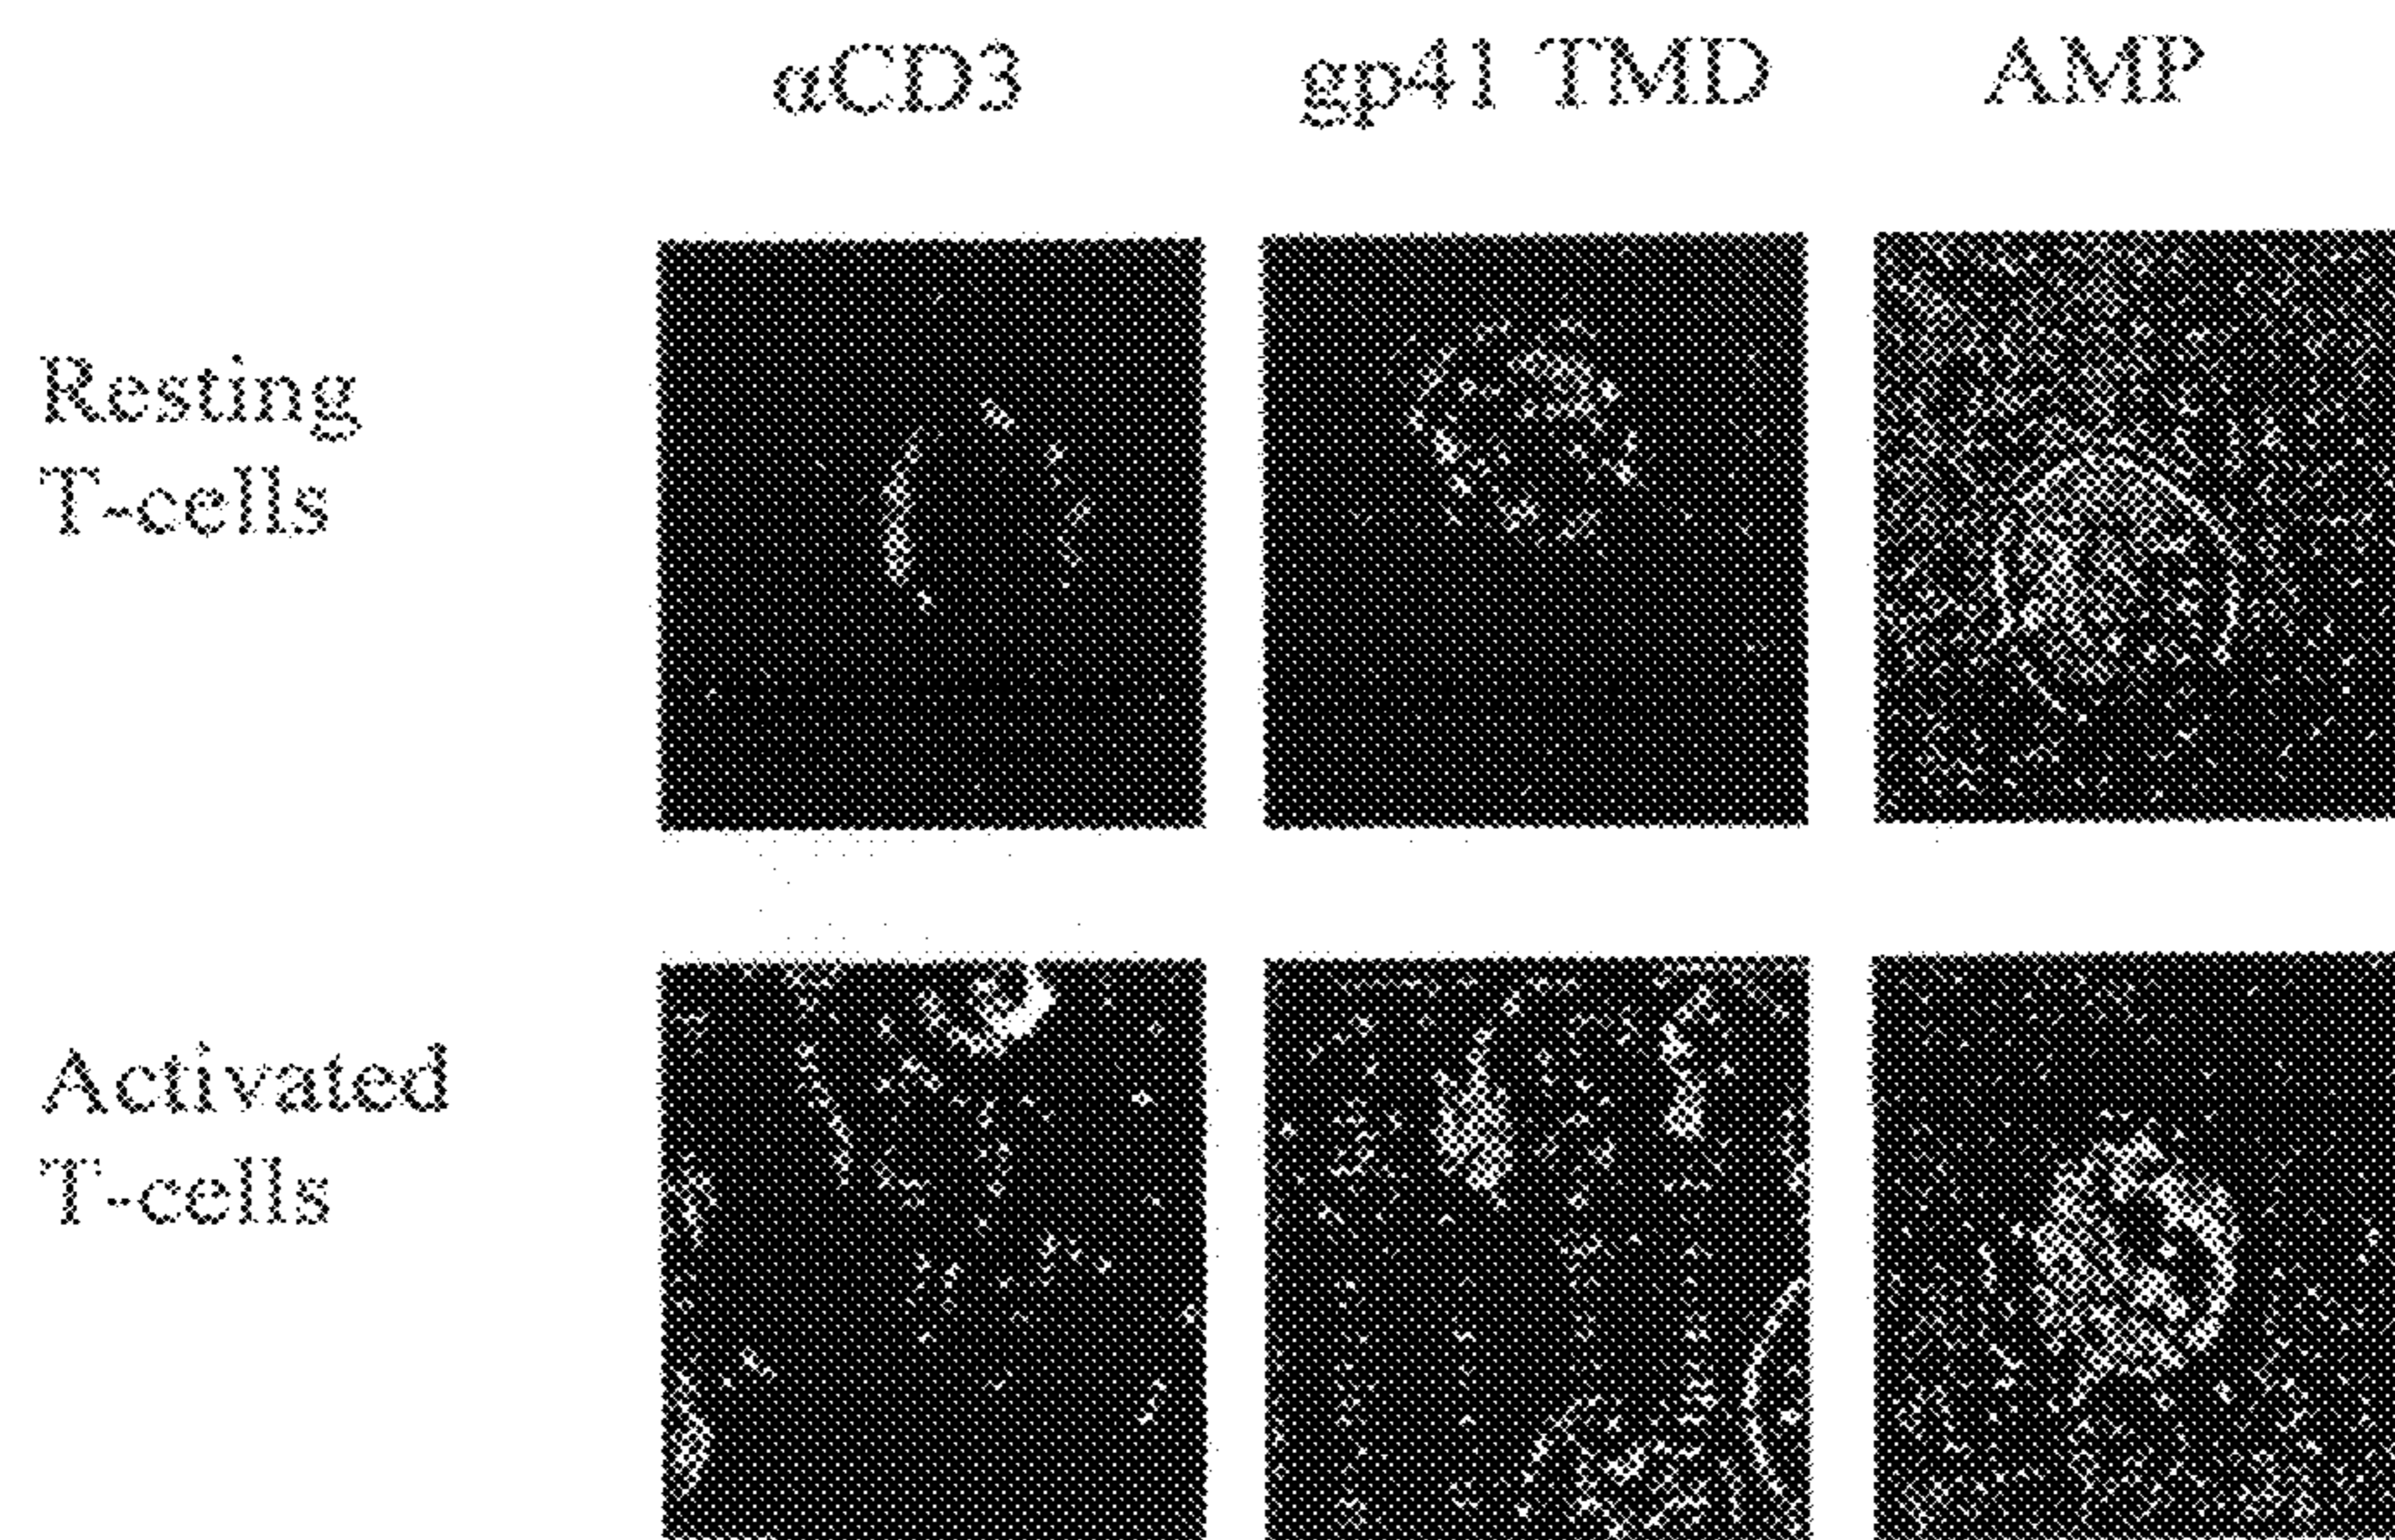 αCD3 gp41 TMD AMP
Resting
T-cells
Activated
T-cells